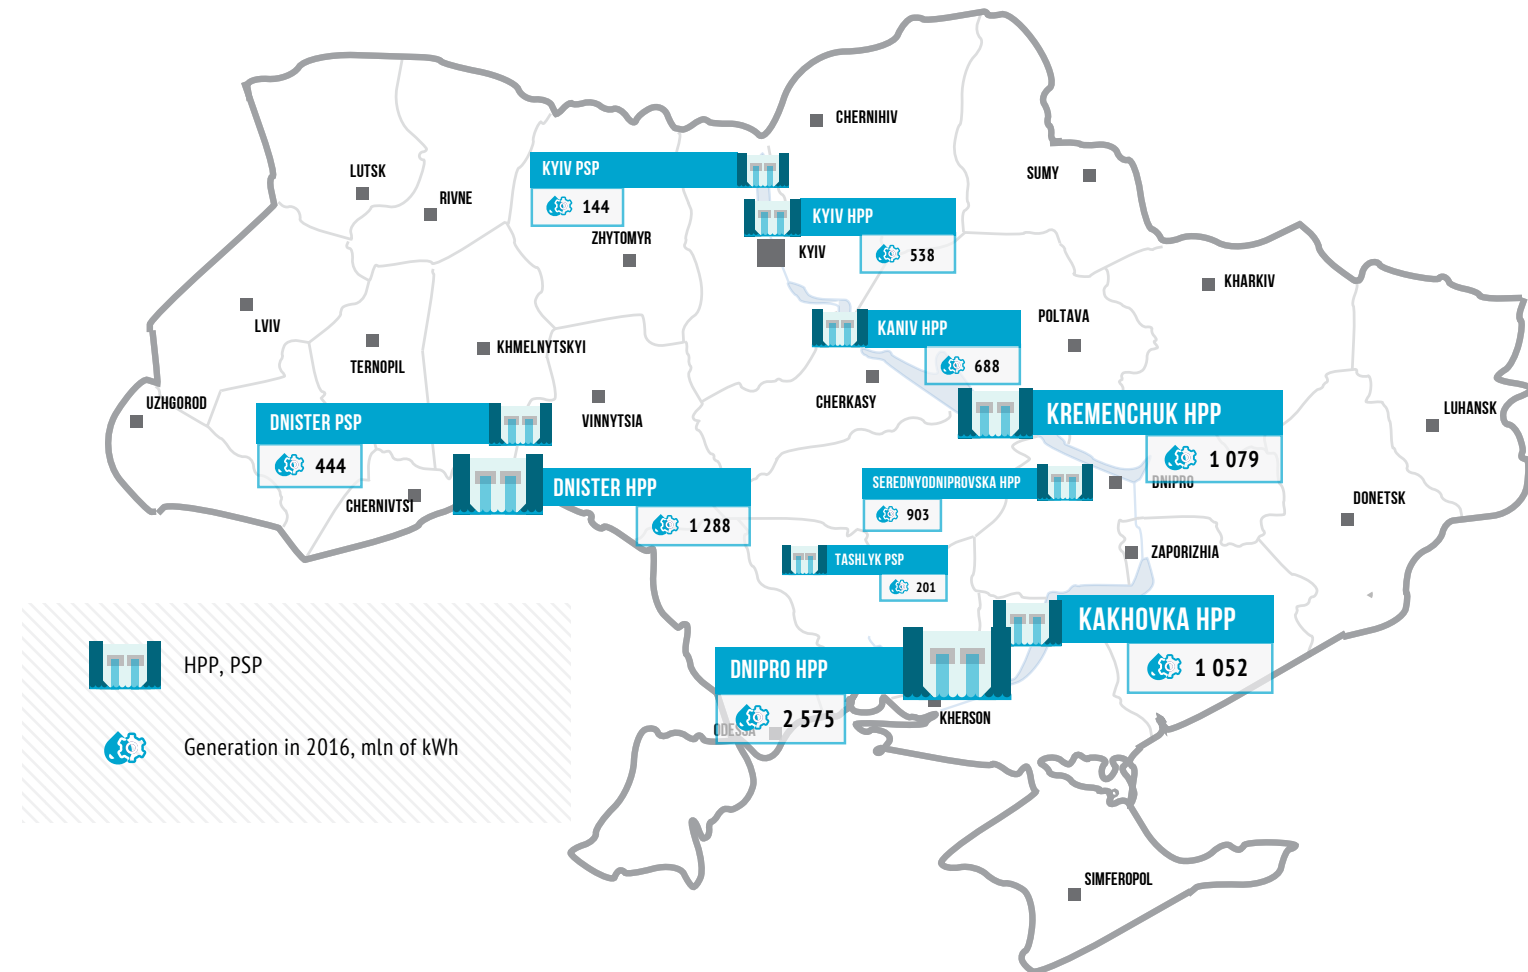 CHERNIHIV
LUTSK
RIVNE
KYIV PSP
144
SUMY
KYIV HPP
538
ZHYTOMYR
KYIV
KHARKIV
LVIV
KANIV HPP
688
POLTAVA
TERNOPIL
KHMELNYTSKYI
UZHGOROD
VINNYTSIA
CHERKASY
KREMENCHUK HPP
1 079
LUHANSK
DNISTER PSP
444
DNISTER HPP
1 288
CHERNIVTSI
SEREDNYODNIPROVSKA HPP
903
DNIPRO
DONETSK
TASHLYK PSP
201
ZAPORIZHIA
KAKHOVKA HPP
1 052
DNIPRO HPP
2 575
ODESSA
KHERSON
HPP, PSP
Generation in 2016, mln of kWh
SIMFEROPOL